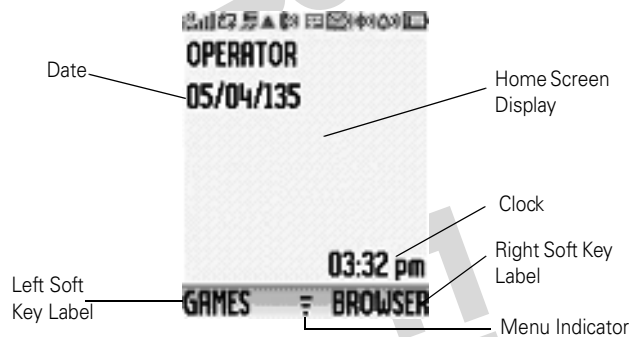 OPERATOR
Date
05/04/135
Home Screen
Display
Clock
03:32 pm
Right Soft Key
Label
Left Soft
Key Label
GAMES
BROWSER
Menu Indicator